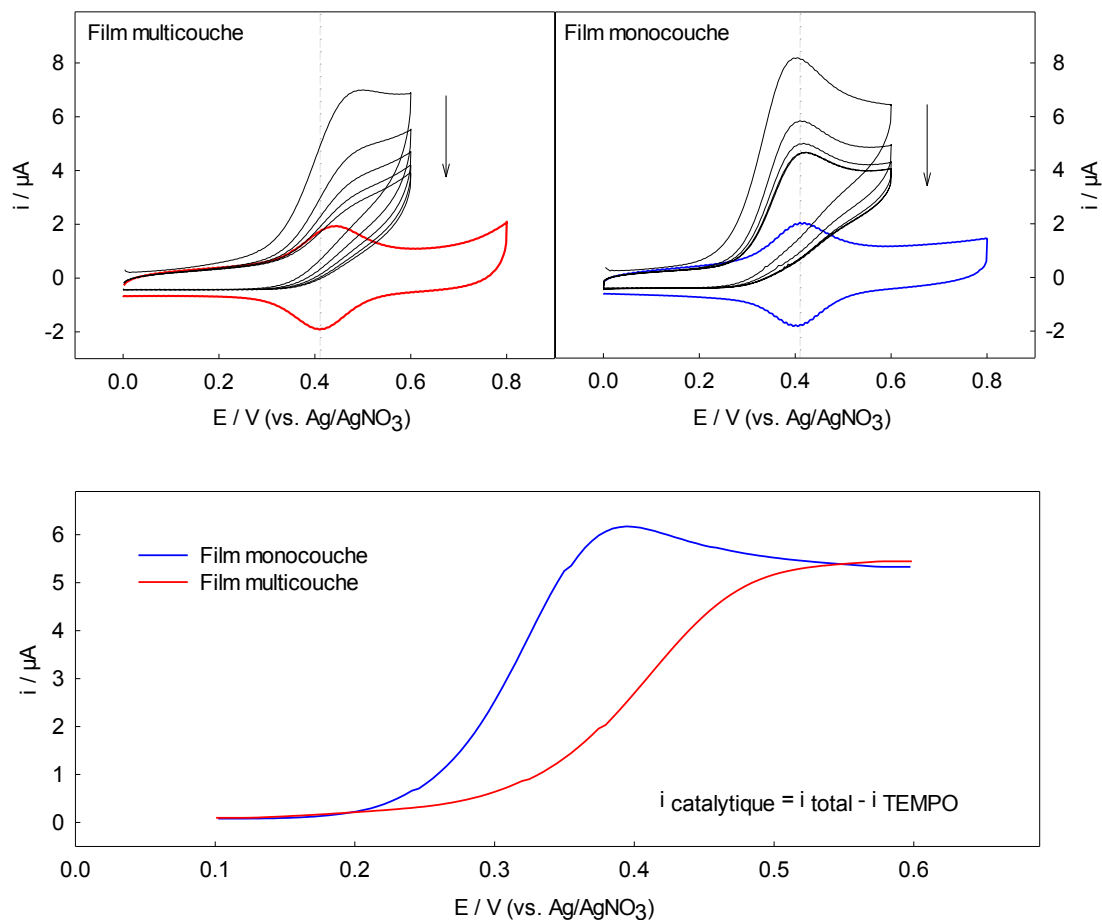 Film multicouche
Film monocouche
8
6
4
2
0
-2
i / µA
0.0 0.2 0.4 0.6 0.8
E / V (vs. Ag/AgNO3)
8
6
4
2
0
-2
i / µA
0.0 0.2 0.4 0.6 0.8
E / V (vs. Ag/AgNO3)
6
5
4
3
2
1
0
i / µA
Film monocouche
Film multicouche
i catalytique = i total - i TEMPO
0.0 0.1 0.2 0.3 0.4 0.5 0.6
E / V (vs. Ag/AgNO3)